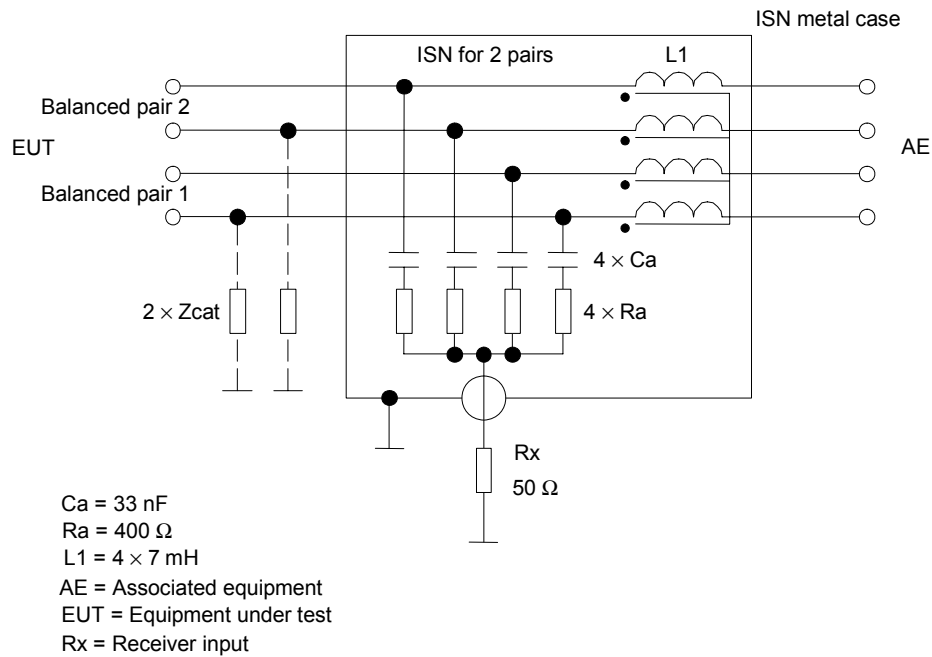 ISN metal case
ISN for 2 pairs
L1
Balanced pair 2
EUT
AE
Balanced pair 1
4 × Ca
2 × Zcat
4 × Ra
Rx
50 Ω
Ca = 33 nF
Ra = 400 Ω
L1 = 4 × 7 mH
AE = Associated equipment
EUT = Equipment under test
Rx = Receiver input